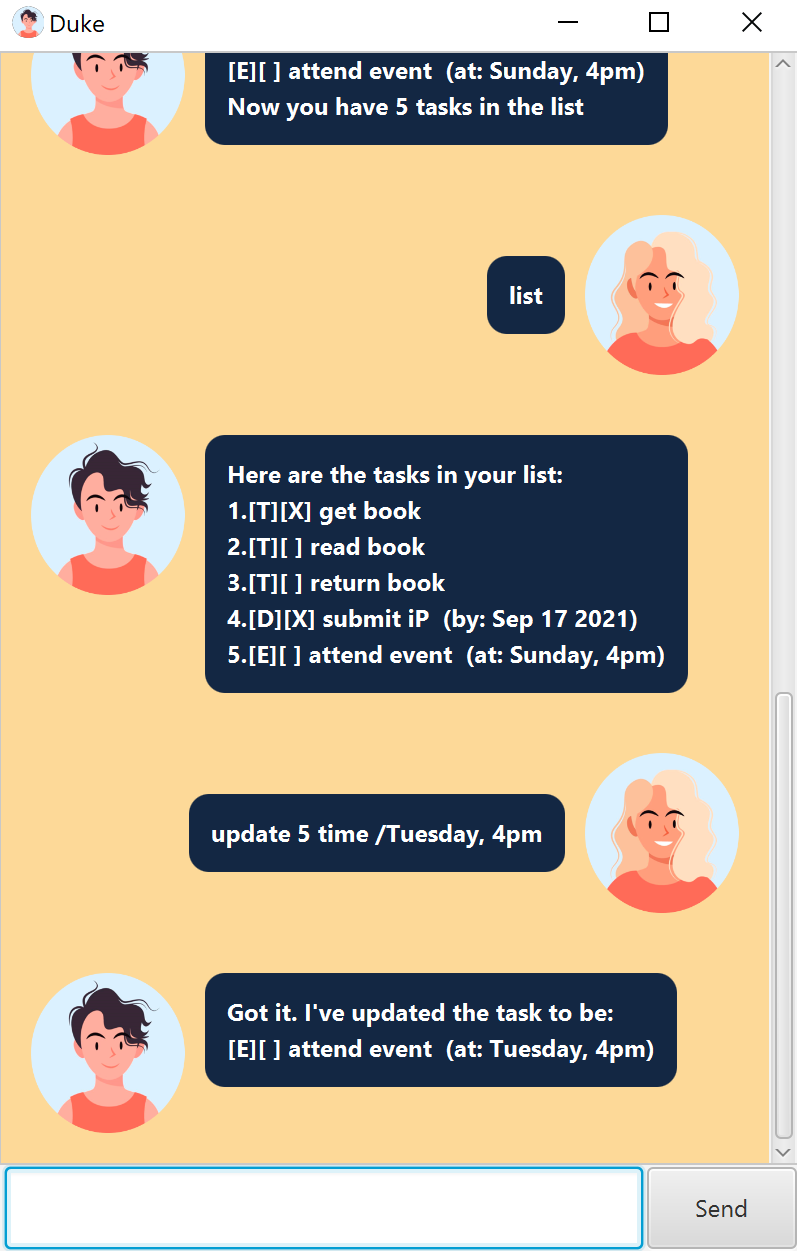 Duke
[E][ ] attend event  (at: Sunday, 4pm)
Now you have 5 tasks in the list
list
Here are the tasks in your list:
1.[T][X] get book
2.[T][ ] read book
3.[T][ ] return book
4.[D][X] submit iP  (by: Sep 17 2021)
5.[E][ ] attend event  (at: Sunday, 4pm)
update 5 time /Tuesday, 4pm
Got it. I've updated the task to be:
[E][ ] attend event  (at: Tuesday, 4pm)
Send